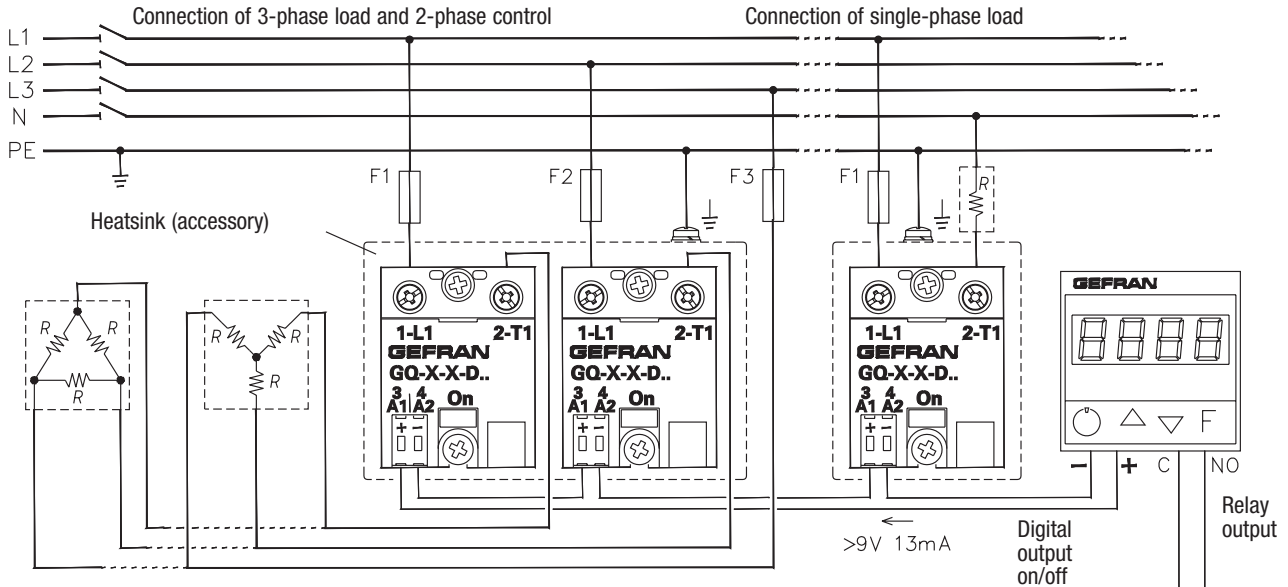 Connection of 3-phase load and 2-phase control
Connection of single-phase load
L1
L2
L3
N
PE
F1
F2
F3
F1
R
Heatsink (accessory)
R
R
R
R
R
R
1-L1 2-T1
GEFRAN
GQ-X-X-D..
3 4
A1 A2 On
+ -
1-L1 2-T1
GEFRAN
GQ-X-X-D..
3 4
A1 A2 On
+ -
1-L1 2-T1
GEFRAN
GQ-X-X-D..
3 4
A1 A2 On
+ -
GEFRAN
8888
F
- + C NO
>9V 13mA
Digital
output
on/off
Relay
output